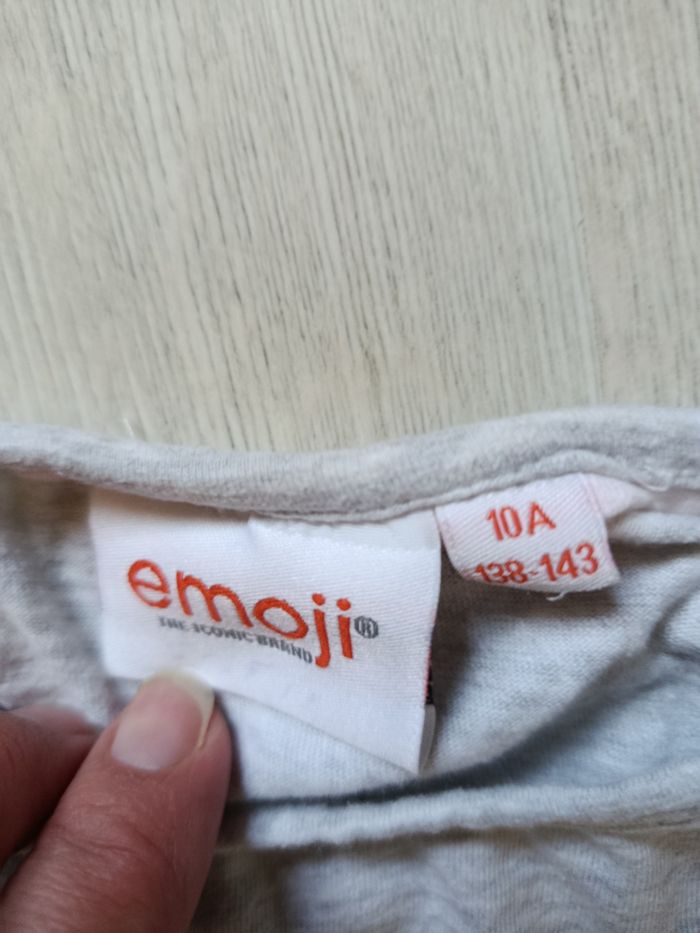 emoji®
THE ICONIC BRAND
10A
138-143